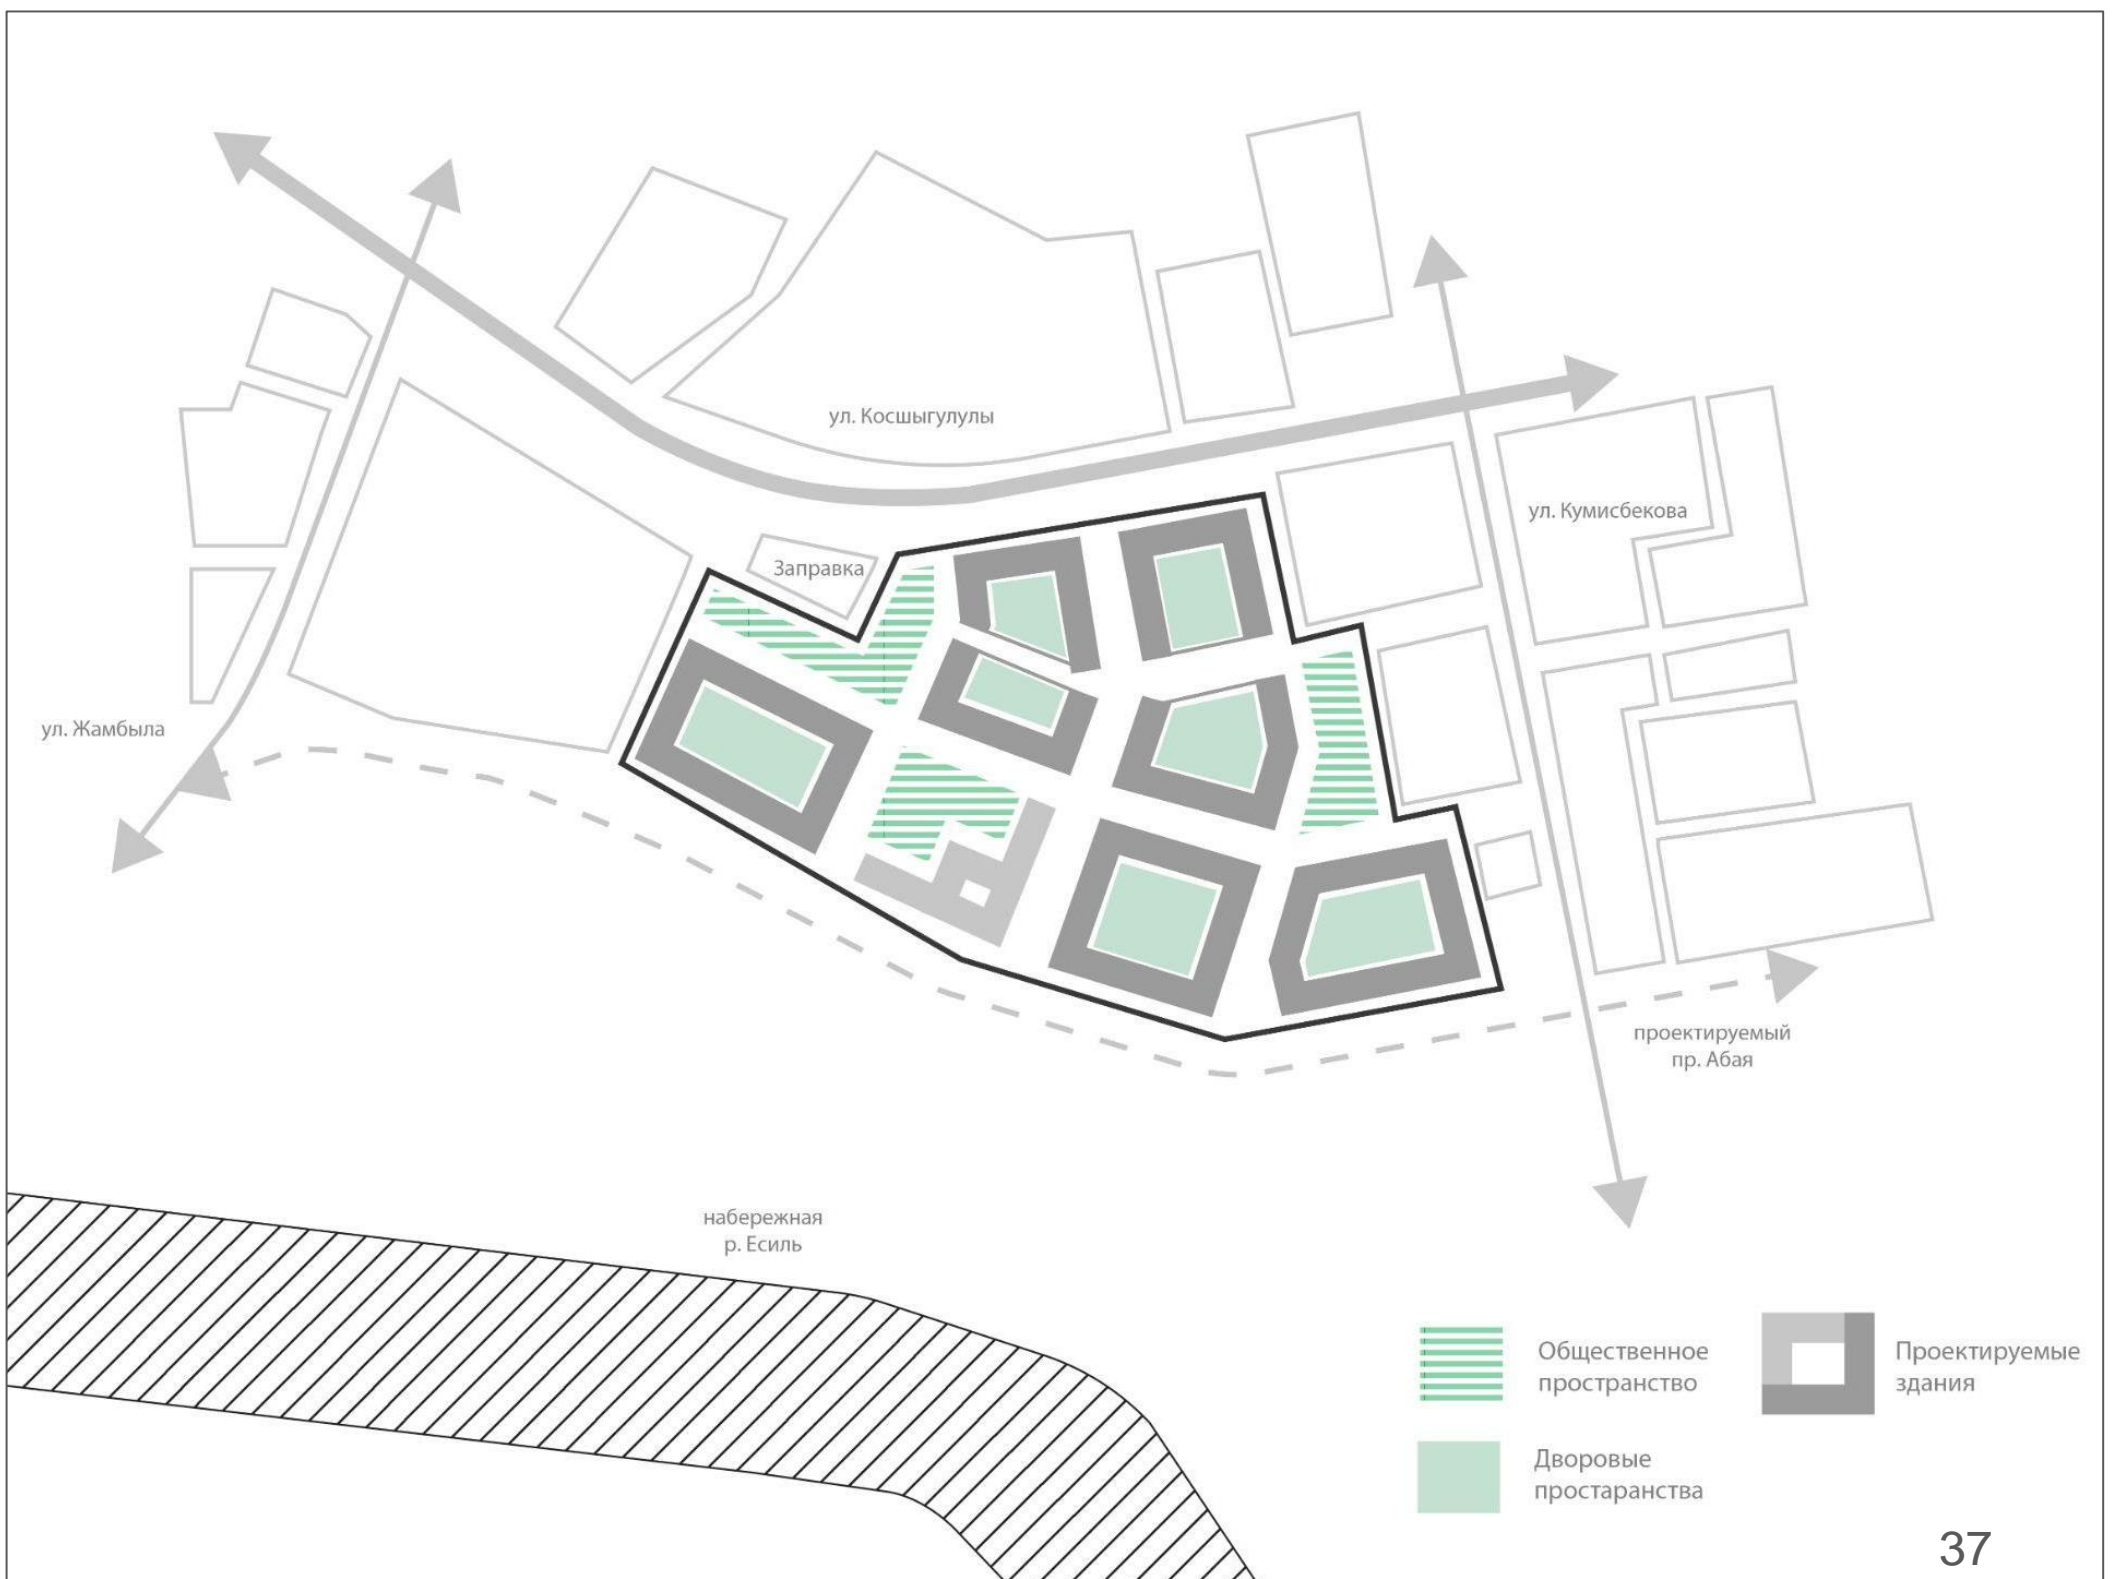 ул. Косшыгулулы
ул. Кумисбекова
Заправка
ул. Жамбыла
проектируемый
пр. Абая
набережная
р. Есиль
Общественное
пространство
Проектируемые
здания
Дворовые
простаранства
37